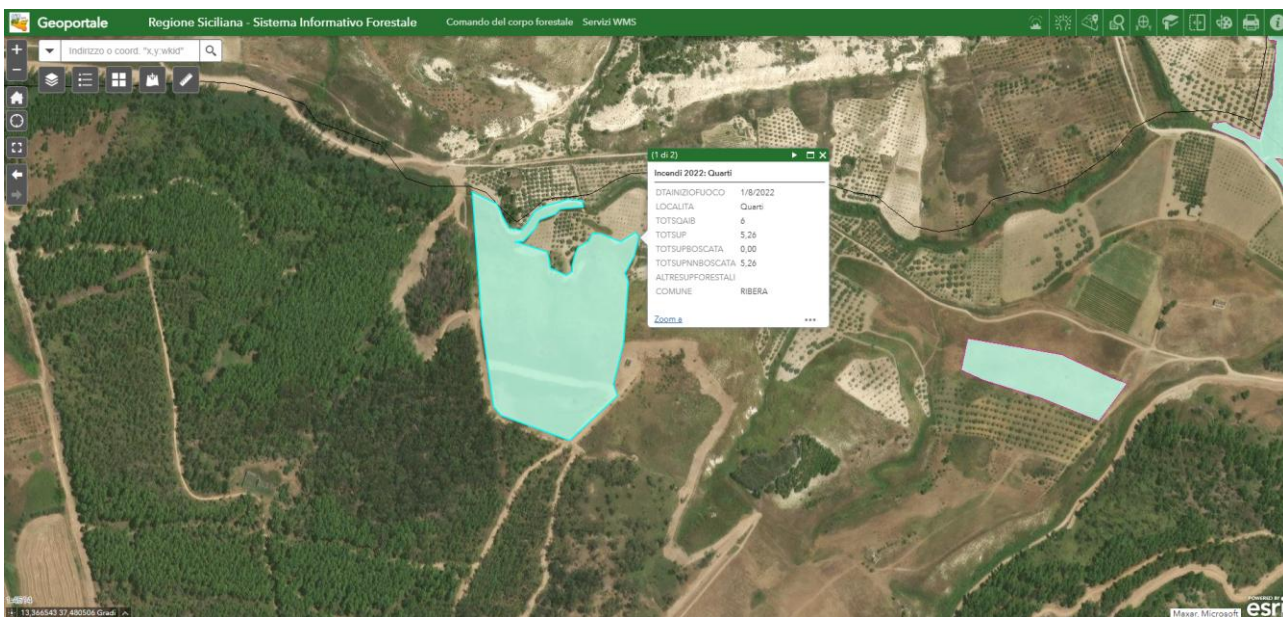 Geoportale Regione Siciliana - Sistema Informativo Forestale Comando del corpo forestale Servizi WMS
Indirizzo o coord. "x,y:wkid"
(1 di 2)
Incendi 2022: Quarti
DTAINIZIOFUOCO 1/8/2022
LOCALITA Quarti
TOTSQAIB 6
TOTSUP 5,26
TOTSUPBOSCATA 0,00
TOTSUPNNBOSCATA 5,26
ALTRESUPFORESTALI
COMUNE RIBERA
Zoom a
13,366543 37,480506 Gradi
Maxar, Microsoft
POWERED BY
esri